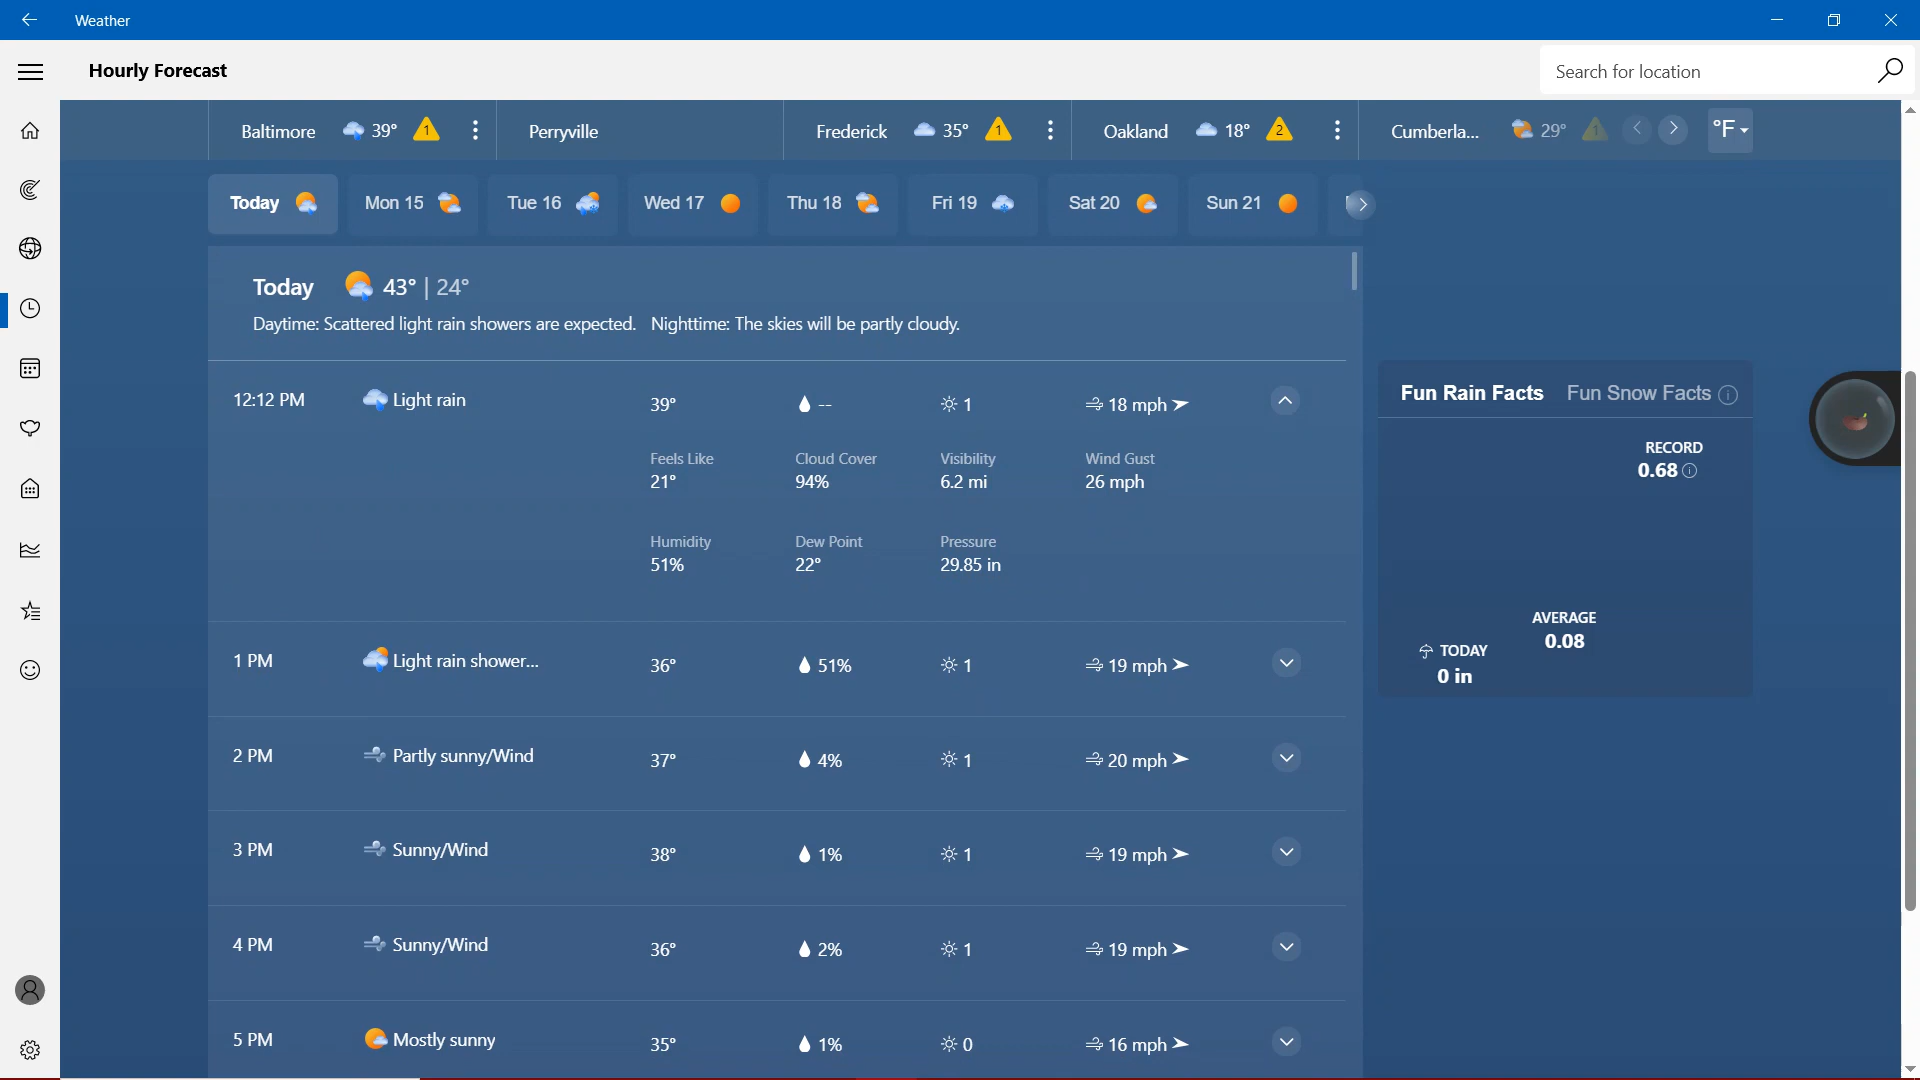 Weather
Hourly Forecast
Search for location
Baltimore 39° 1 Perryville Frederick 35° 1 Oakland 18° 2 Cumberla... 29° 1 °F
Today Mon 15 Tue 16 Wed 17 Thu 18 Fri 19 Sat 20 Sun 21
Today 43° | 24°
Daytime: Scattered light rain showers are expected. Nighttime: The skies will be partly cloudy.
12:12 PM Light rain 39° -- 1 18 mph
Feels Like Cloud Cover Visibility Wind Gust
21° 94% 6.2 mi 26 mph
Humidity Dew Point Pressure
51% 22° 29.85 in
1 PM Light rain shower... 36° 51% 1 19 mph
2 PM Partly sunny/Wind 37° 4% 1 20 mph
3 PM Sunny/Wind 38° 1% 1 19 mph
4 PM Sunny/Wind 36° 2% 1 19 mph
5 PM Mostly sunny 35° 1% 0 16 mph
Fun Rain Facts Fun Snow Facts
RECORD
0.68
AVERAGE
0.08
TODAY
0 in